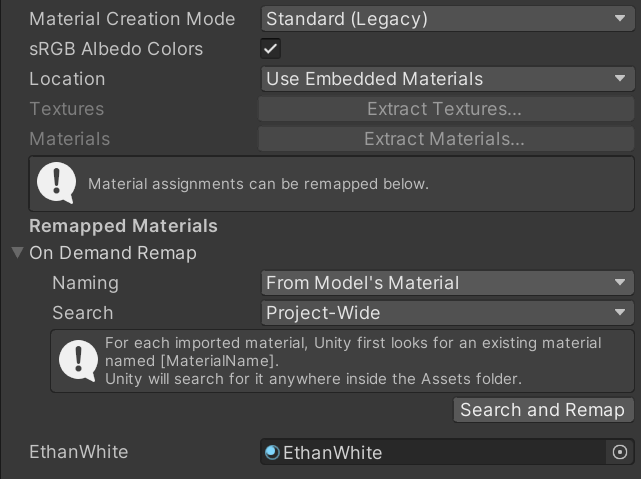 Material Creation Mode Standard (Legacy)
sRGB Albedo Colors
Location Use Embedded Materials
Textures Extract Textures...
Materials Extract Materials...
Material assignments can be remapped below.
Remapped Materials
On Demand Remap
Naming From Model's Material
Search Project-Wide
For each imported material, Unity first looks for an existing material
named [MaterialName].
Unity will search for it anywhere inside the Assets folder.
Search and Remap
EthanWhite EthanWhite